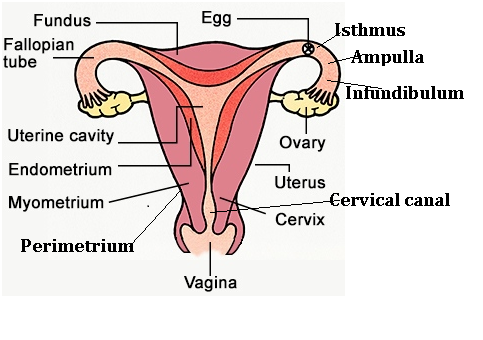 Fundus
Egg
Isthmus
Fallopian
tube
Ampulla
Infundibulum
Uterine cavity
Ovary
Endometrium
Uterus
Myometrium
Cervical canal
Cervix
Perimetrium
Vagina